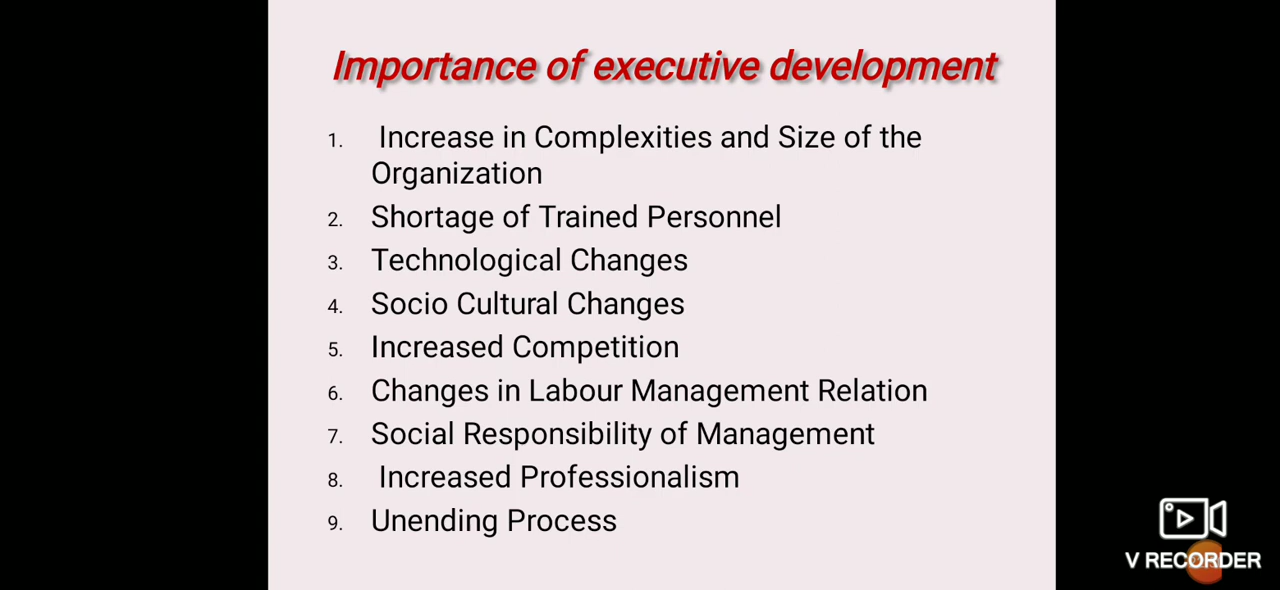 Importance of executive development
1. Increase in Complexities and Size of the
Organization
2. Shortage of Trained Personnel
3. Technological Changes
4. Socio Cultural Changes
5. Increased Competition
6. Changes in Labour Management Relation
7. Social Responsibility of Management
8. Increased Professionalism
9. Unending Process
V RECORDER